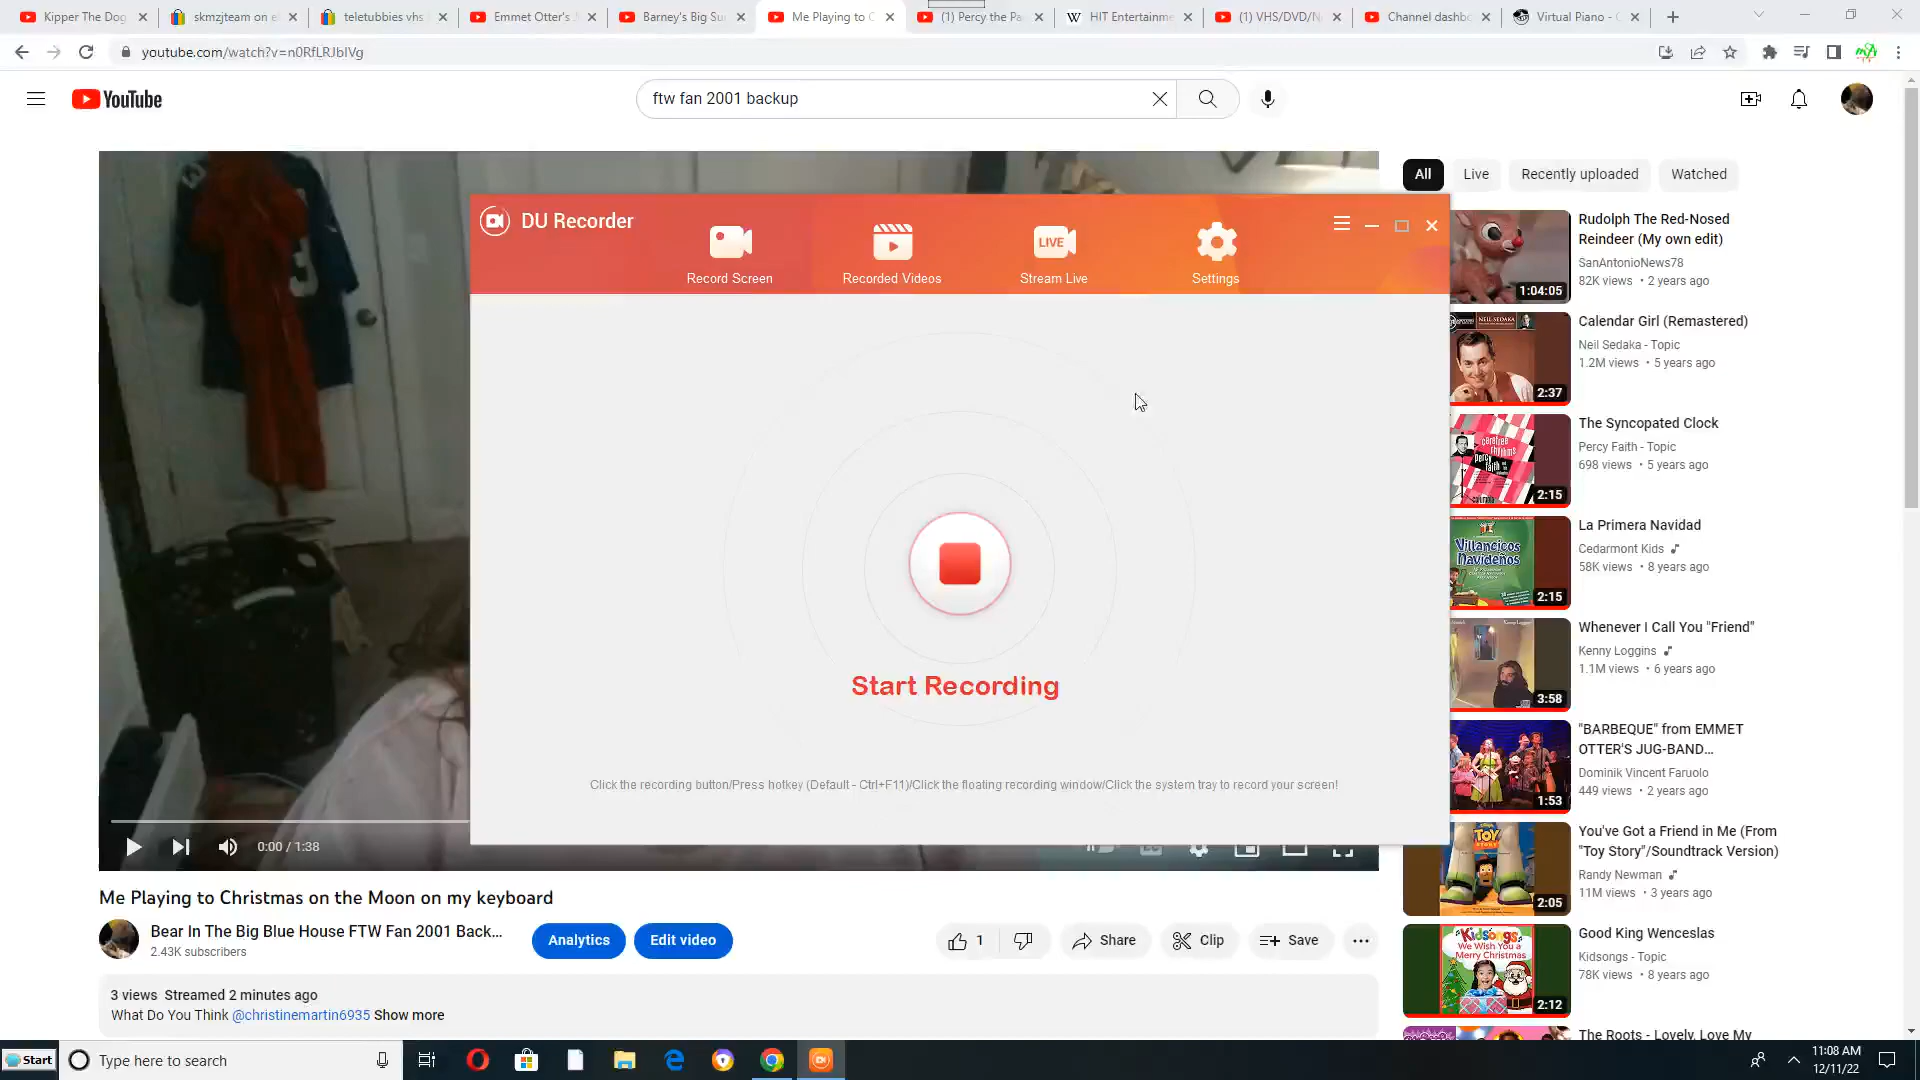 Kipper The Dog
skmzjteam on e
teletubbies vhs
Emmet Otter's
Barney's Big Su
Me Playing to C
(1) Percy the Pa
HIT Entertainme
(1) VHS/DVD/N
Channel dashbo
Virtual Piano -
youtube.com/watch?v=n0RfLRJbIVg
YouTube
ftw fan 2001 backup
All
Live
Recently uploaded
Watched
DU Recorder
Record Screen
Recorded Videos
LIVE
Stream Live
Settings
Start Recording
Click the recording button/Press hotkey (Default - Ctrl+F11)/Click the floating recording window/Click the system tray to record your screen!
0:00 / 1:38
Me Playing to Christmas on the Moon on my keyboard
Bear In The Big Blue House FTW Fan 2001 Back...
2.43K subscribers
Analytics
Edit video
1
Share
Clip
Save
3 views Streamed 2 minutes ago
What Do You Think @christinemartin6935 Show more
1:04:05
Rudolph The Red-Nosed
Reindeer (My own edit)
SanAntonioNews78
82K views • 2 years ago
NEIL SEDAKA
2:37
Calendar Girl (Remastered)
Neil Sedaka - Topic
1.2M views • 5 years ago
2:15
The Syncopated Clock
Percy Faith - Topic
698 views • 5 years ago
Villancicos
Navideños
2:15
La Primera Navidad
Cedarmont Kids
58K views • 8 years ago
3:58
Whenever I Call You "Friend"
Kenny Loggins
1.1M views • 6 years ago
1:53
"BARBEQUE" from EMMET
OTTER'S JUG-BAND...
Dominik Vincent Faruolo
449 views • 2 years ago
TOY
STORY
2:05
You've Got a Friend in Me (From
"Toy Story"/Soundtrack Version)
Randy Newman
11M views • 3 years ago
Kidsongs
We Wish You a
Merry Christmas
2:12
Good King Wenceslas
Kidsongs - Topic
78K views • 8 years ago
The Roots - Lovely, Love My
Start
Type here to search
11:08 AM
12/11/22